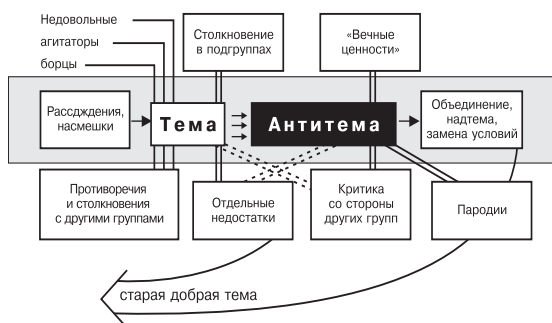 Недовольные
агитаторы
борцы
Столкновение
в подгруппах
«Вечные
ценности»
Рассдждения,
насмешки
Тема
Антитема
Объединение,
надтема,
замена условий
Противоречия
и столкновения
с другими группами
Отдельные
недостатки
Критика
со стороны
других групп
Пародии
старая добрая тема